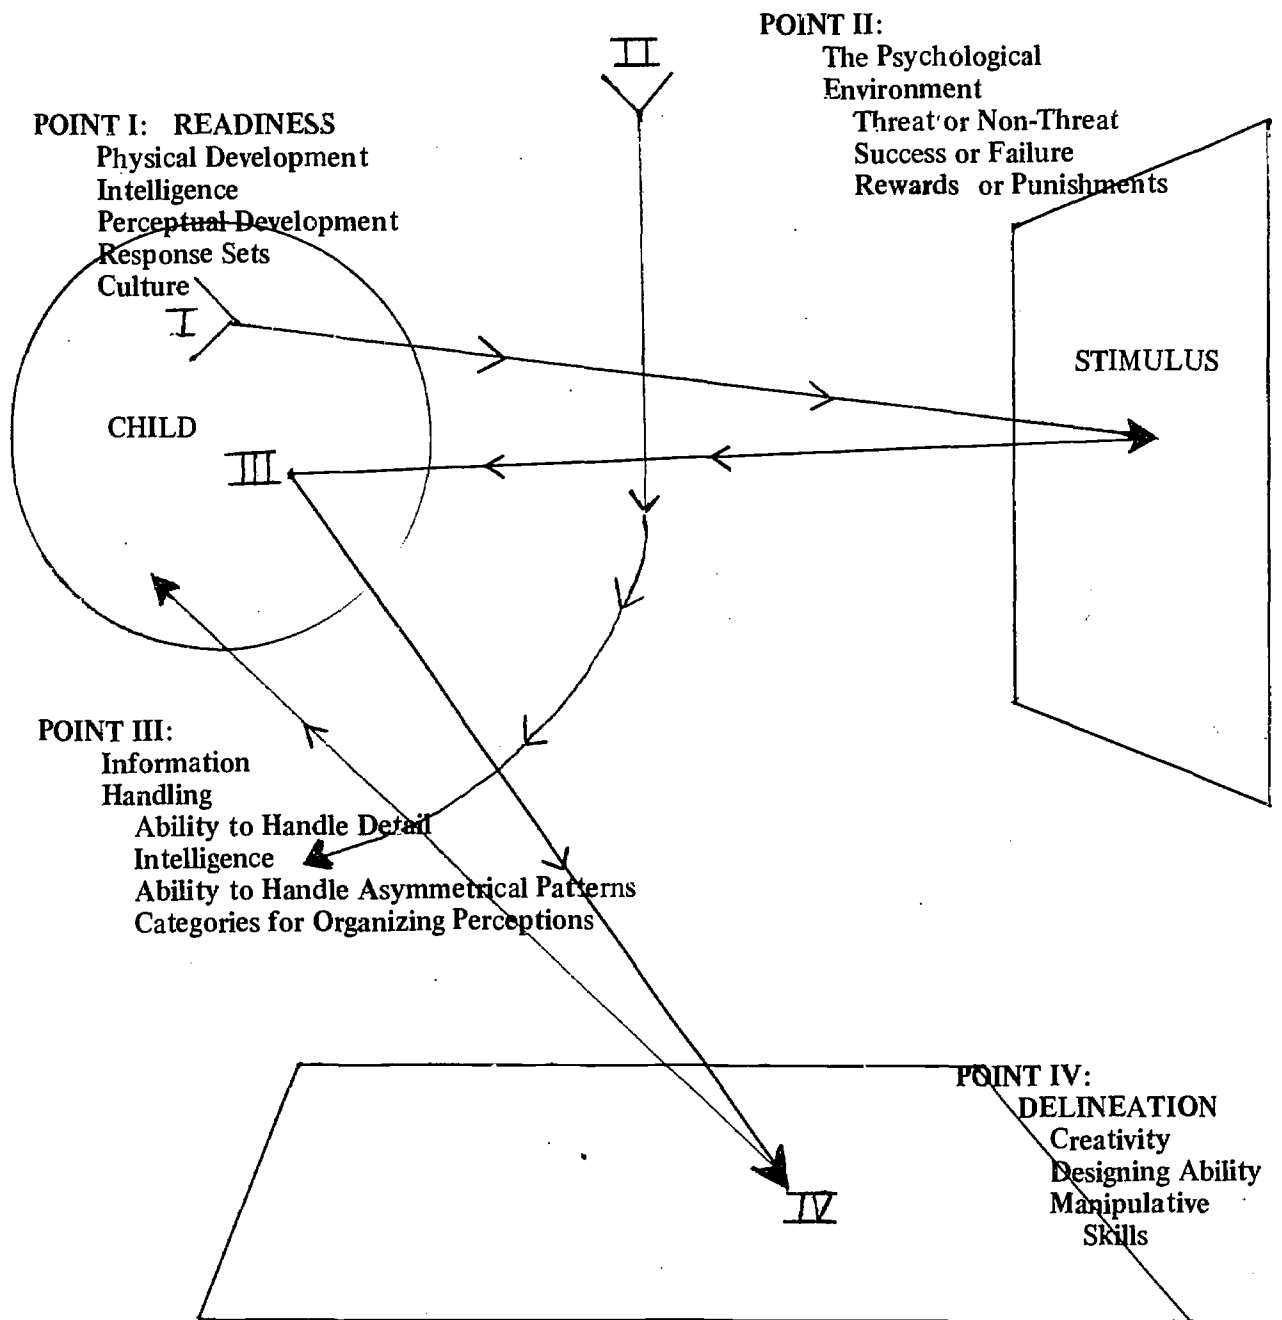 POINT I: READINESS
Physical Development
Intelligence
Perceptual Development
Response Sets
Culture
I
II
POINT II:
The Psychological
Environment
Threat or Non-Threat
Success or Failure
Rewards or Punishments
STIMULUS
CHILD
III
POINT III:
Information
Handling
Ability to Handle Detail
Intelligence
Ability to Handle Asymmetrical Patterns
Categories for Organizing Perceptions
POINT IV:
DELINEATION
Creativity
Designing Ability
Manipulative
Skills
IV